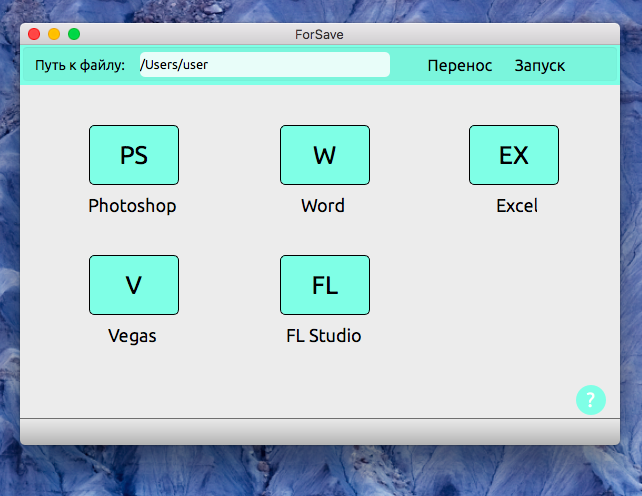 ForSave
Путь к файлу: /Users/user Перенос Запуск
PS W EX
Photoshop Word Excel
V FL
Vegas FL Studio
?